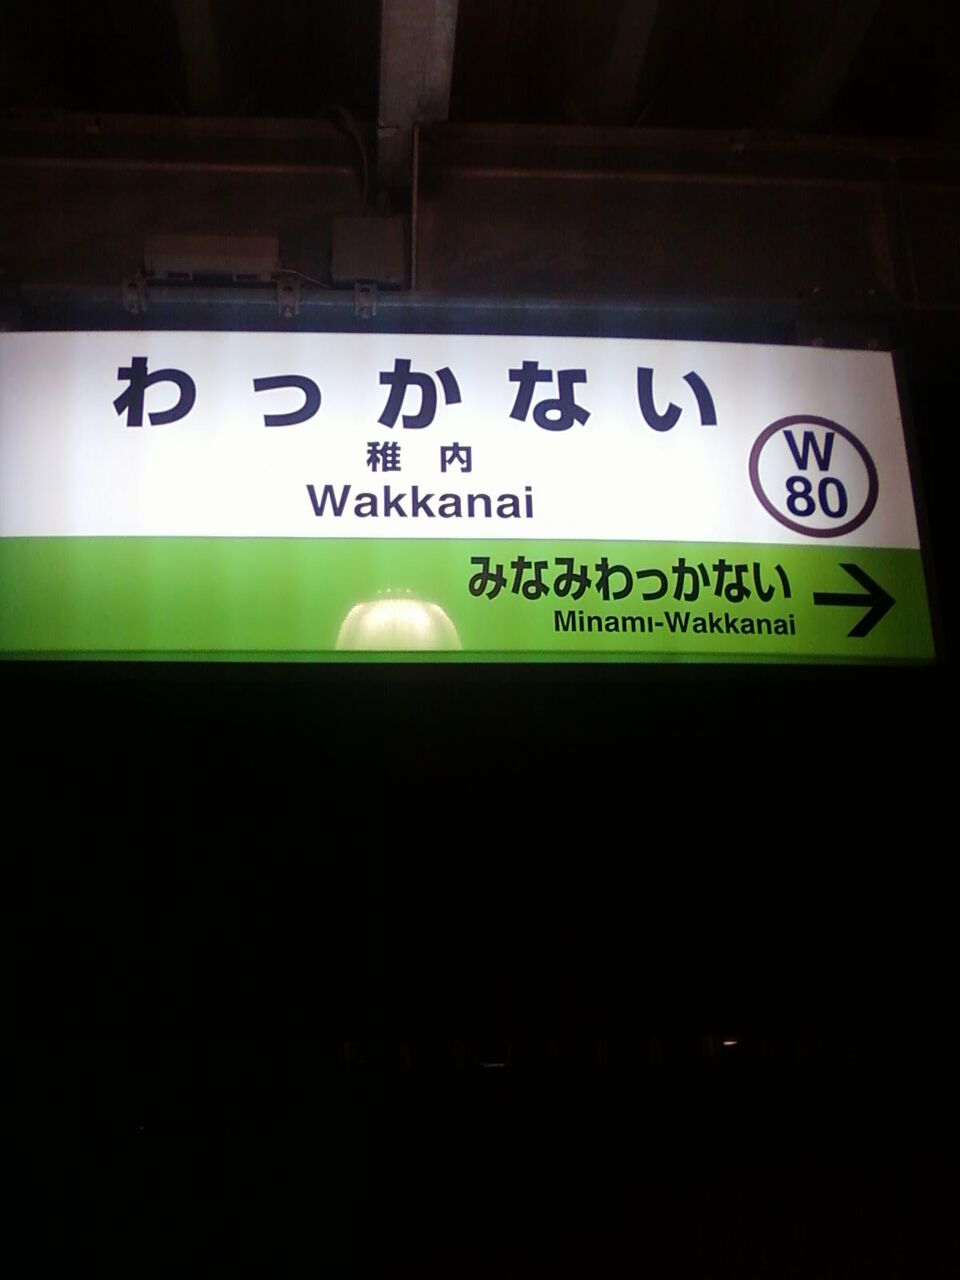 わっかない
稚内
Wakkanai
W
80
みなみわっかない →
Minami-Wakkanai